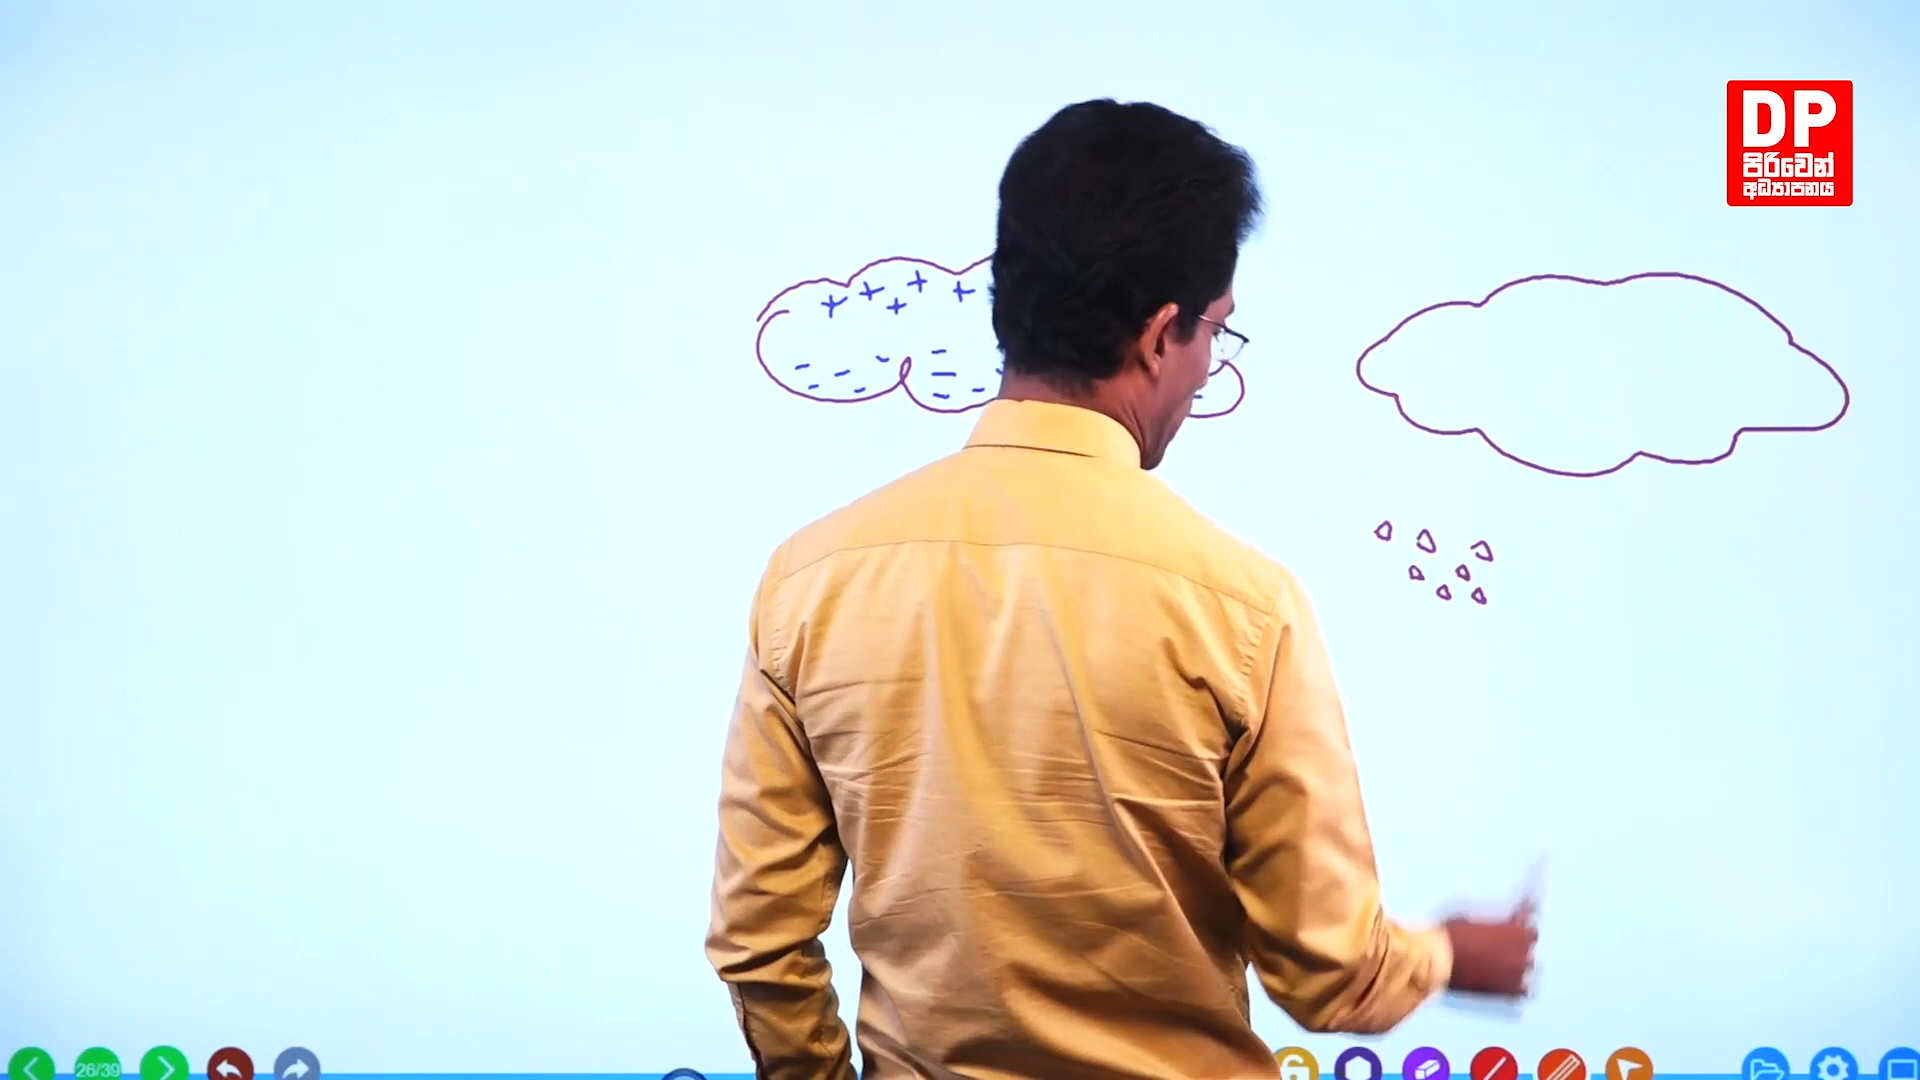 DP
පිරිවෙන්
අධ්‍යාපනය
+ + + + +
- - - - - - - - - -
26/39